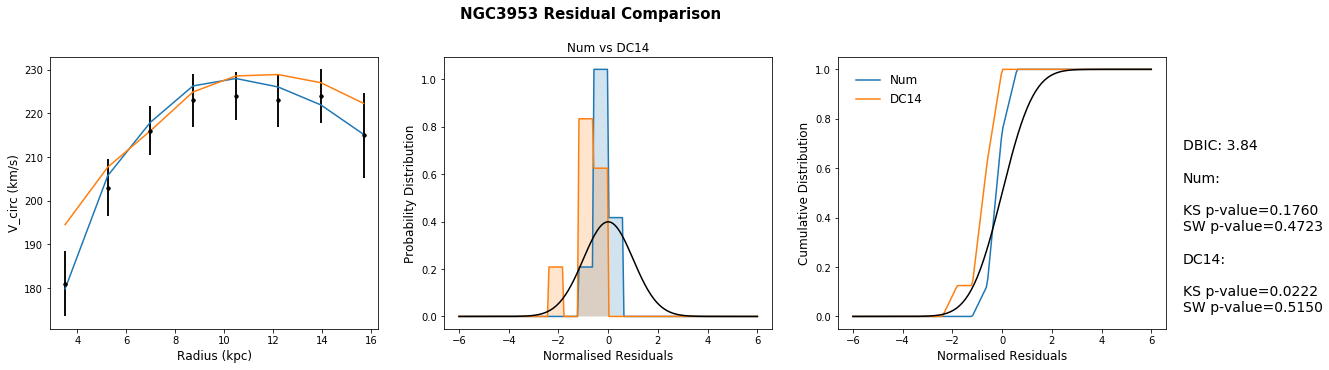 NGC3953 Residual Comparison
230
220
210
200
190
180
V_circ (km/s)
4 6 8 10 12 14 16
Radius (kpc)
Num vs DC14
1.0
0.8
0.6
0.4
0.2
0.0
Probability Distribution
−6 −4 −2 0 2 4 6
Normalised Residuals
Num
DC14
1.0
0.8
0.6
0.4
0.2
0.0
Cumulative Distribution
−6 −4 −2 0 2 4 6
Normalised Residuals
DBIC: 3.84
Num:
KS p-value=0.1760
SW p-value=0.4723
DC14:
KS p-value=0.0222
SW p-value=0.5150